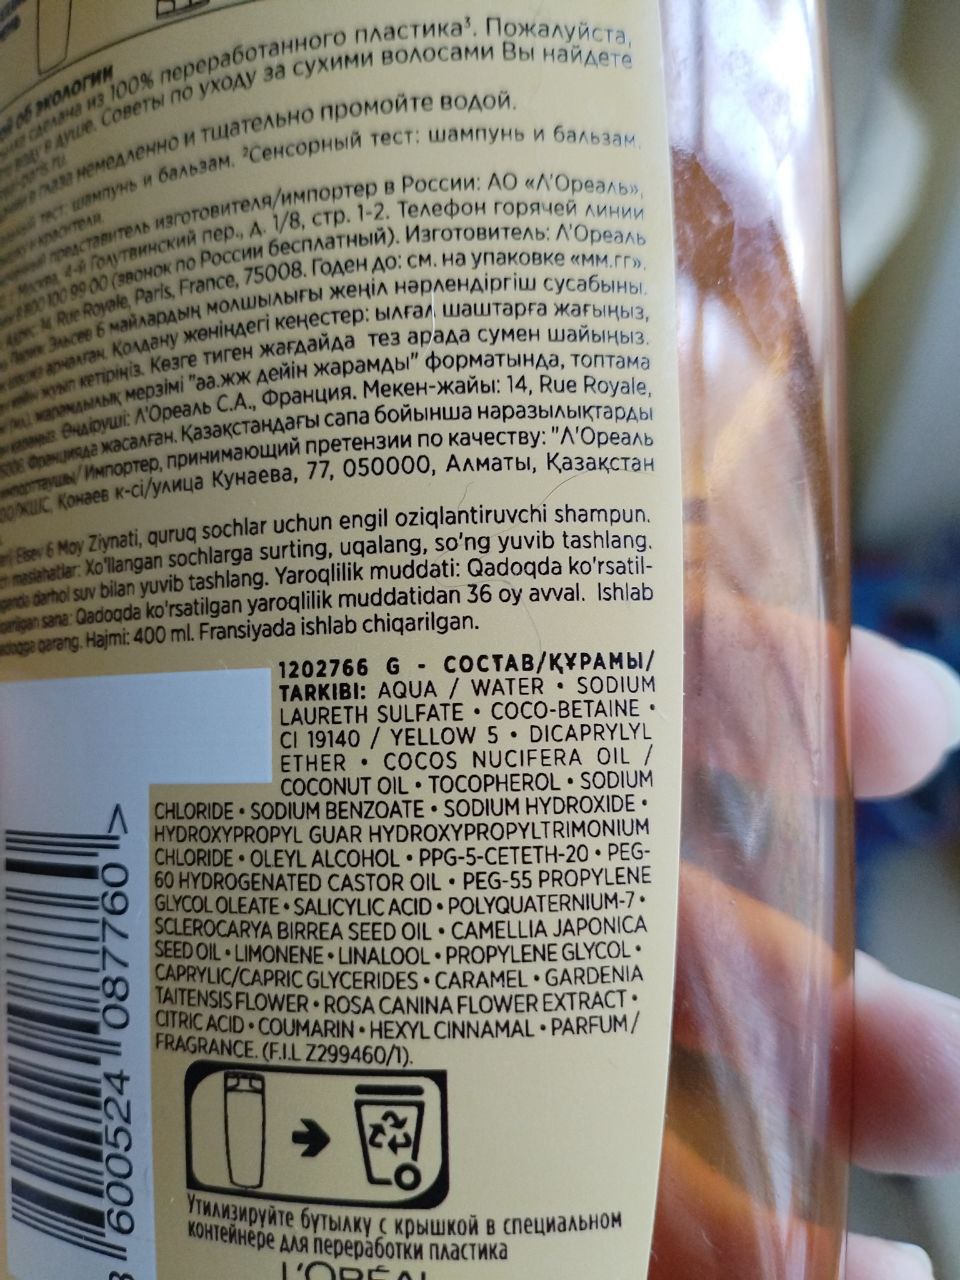 об экологии
сделана из 100% переработанного пластика³. Пожалуйста,
в душе. Советы по уходу за сухими волосами Вы найдете
глаза немедленно и тщательно промойте водой.
тест: шампунь и бальзам. ²Сенсорный тест: шампунь и бальзам,
представитель изготовителя/импортер в России: АО «Л'Ореаль»,
Москва, 4-й Голутвинский пер., д. 1/8, стр. 1-2. Телефон горячей линии
8 800 100 99 00 (звонок по России бесплатный). Изготовитель: Л'Ореаль
14 Rue Royale, Paris, France, 75008. Годен до: см. на упаковке «мм.гг».
Эльсев 6 майлардың молшылығы жеңіл нәрлендіргіш сусабыны.
арналған. Қолдану жөніндегі кеңестер: ылғал шаштарға жағыңыз,
жуып кетіріңіз. Көзге тиген жағдайда тез арада сумен шайыңыз.
жарамдылық мерзімі "аа.жж дейін жарамды" форматында, топтама
Өндіруші: Л'Ореаль С.А., Франция. Мекен-жайы: 14, Rue Royale,
Францияда жасалған. Қазақстандағы сапа бойынша наразылықтарды
Импортер, принимающий претензии по качеству: "Л'Ореаль
ЖШС, Қонаев к-сі/улица Кунаева, 77, 050000, Алматы, Қазақстан
Elsev 6 Moy Ziynati, quruq sochlar uchun engil oziqlantiruvchi shampun.
maslahatlar: Xo'llangan sochlarga surting, uqalang, so'ng yuvib tashlang.
darhol suv bilan yuvib tashlang. Yaroqlilik muddati: Qadoqda ko'rsatil-
sana: Qadoqda ko'rsatilgan yaroqlilik muddatidan 36 oy avval. Ishlab
qarang. Hajmi: 400 ml. Fransiyada ishlab chiqarilgan.
1202766 G - СОСТАВ/ҚҰРАМЫ/
TARKIBI: AQUA / WATER • SODIUM
LAURETH SULFATE • COCO-BETAINE •
CI 19140 / YELLOW 5 • DICAPRYLYL
ETHER • COCOS NUCIFERA OIL /
COCONUT OIL • TOCOPHEROL • SODIUM
CHLORIDE • SODIUM BENZOATE • SODIUM HYDROXIDE •
HYDROXYPROPYL GUAR HYDROXYPROPYLTRIMONIUM
CHLORIDE • OLEYL ALCOHOL • PPG-5-CETETH-20 • PEG-
60 HYDROGENATED CASTOR OIL • PEG-55 PROPYLENE
GLYCOL OLEATE • SALICYLIC ACID • POLYQUATERNIUM-7 •
SCLEROCARYA BIRREA SEED OIL • CAMELLIA JAPONICA
SEED OIL • LIMONENE • LINALOOL • PROPYLENE GLYCOL •
CAPRYLIC/CAPRIC GLYCERIDES • CARAMEL • GARDENIA
TAITENSIS FLOWER • ROSA CANINA FLOWER EXTRACT •
CITRIC ACID • COUMARIN • HEXYL CINNAMAL • PARFUM /
FRAGRANCE. (F.I.L Z299460/1).
600524 087760 >
Утилизируйте бутылку с крышкой в специальном
контейнере для переработки пластика
L'ORÉAL